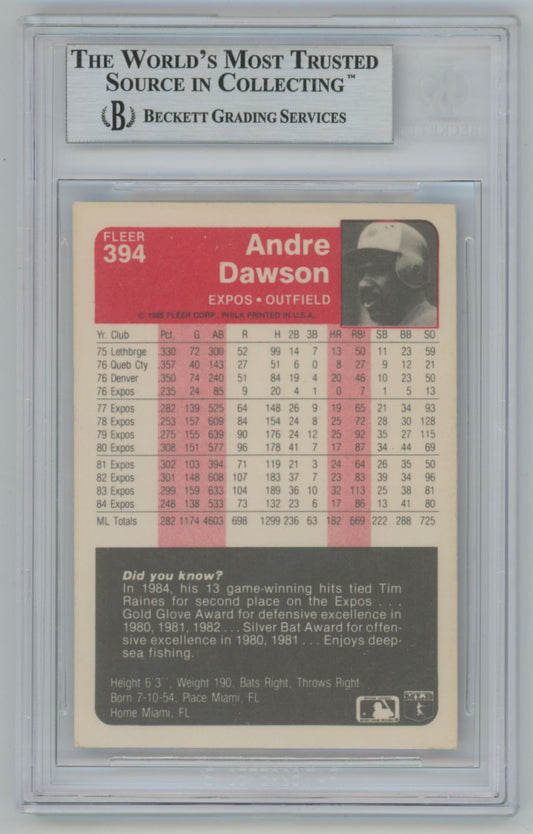 THE WORLD'S MOST TRUSTED
SOURCE IN COLLECTING™
B BECKETT GRADING SERVICES
FLEER
394
Andre
Dawson
EXPOS • OUTFIELD
© 1985 FLEER CORP. PHILA PRINTED IN U.S.A.
Yr. Club Pct. G AB R H 2B 3B HR RBI SB BB SO
75 Lethbrge .330 72 300 52 99 14 7 13 50 11 23 59
76 Queb Cty .357 40 143 27 51 6 0 8 27 9 12 21
76 Denver .350 74 240 51 84 19 4 20 46 10 23 50
76 Expos .235 24 85 9 20 4 1 0 7 1 5 13
77 Expos .282 139 525 64 148 26 9 19 65 21 34 93
78 Expos .253 157 609 84 154 24 8 25 72 28 30 128
79 Expos .275 155 639 90 176 24 12 25 92 35 27 115
80 Expos .308 151 577 96 178 41 7 17 87 34 44 69
81 Expos .302 103 394 71 119 21 3 24 64 26 35 50
82 Expos .301 148 608 107 183 37 7 23 83 39 34 96
83 Expos .299 159 633 104 189 36 10 32 113 25 38 81
84 Expos .248 138 533 73 132 23 6 17 86 13 41 80
ML Totals .282 1174 4603 698 1299 236 63 182 669 222 288 725
Did you know?
In 1984, his 13 game-winning hits tied Tim
Raines for second place on the Expos . . .
Gold Glove Award for defensive excellence in
1980, 1981, 1982 . . . Silver Bat Award for offen-
sive excellence in 1980, 1981 . . . Enjoys deep-
sea fishing.
Height 6'3'', Weight 190, Bats Right, Throws Right
Born 7-10-54, Place Miami, FL
Home Miami, FL